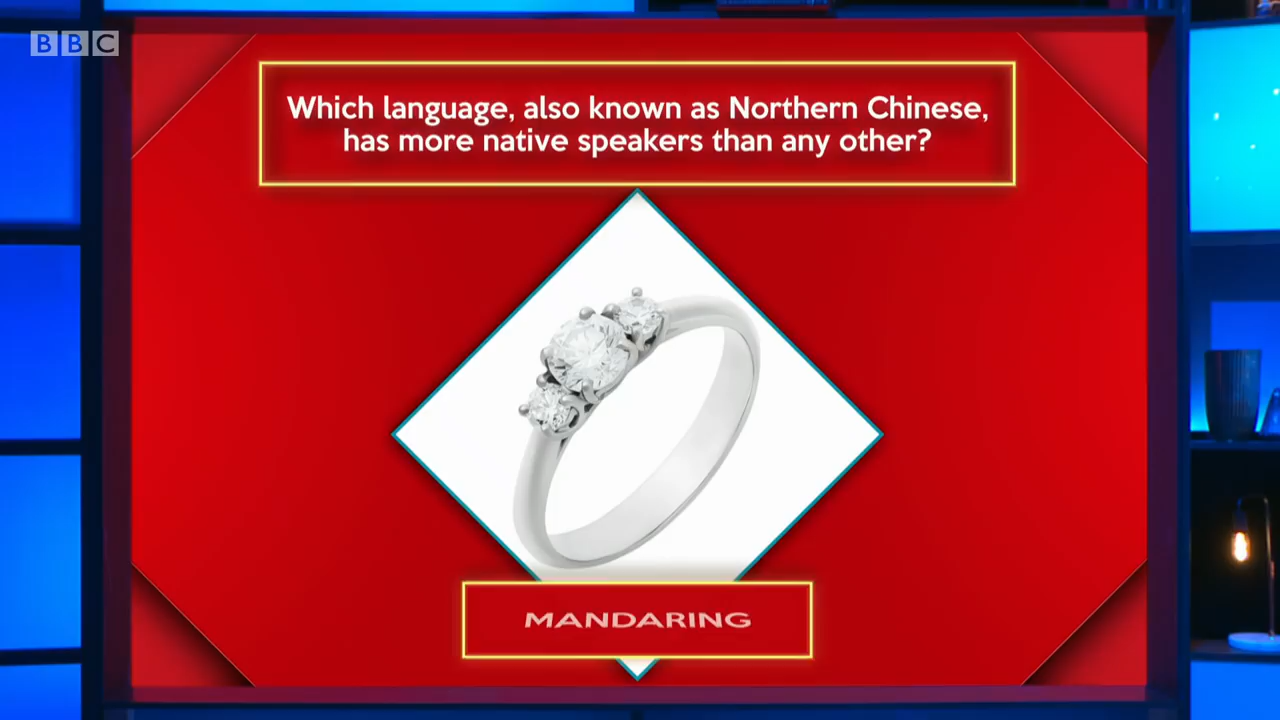 BBC
Which language, also known as Northern Chinese,
has more native speakers than any other?
MANDARING